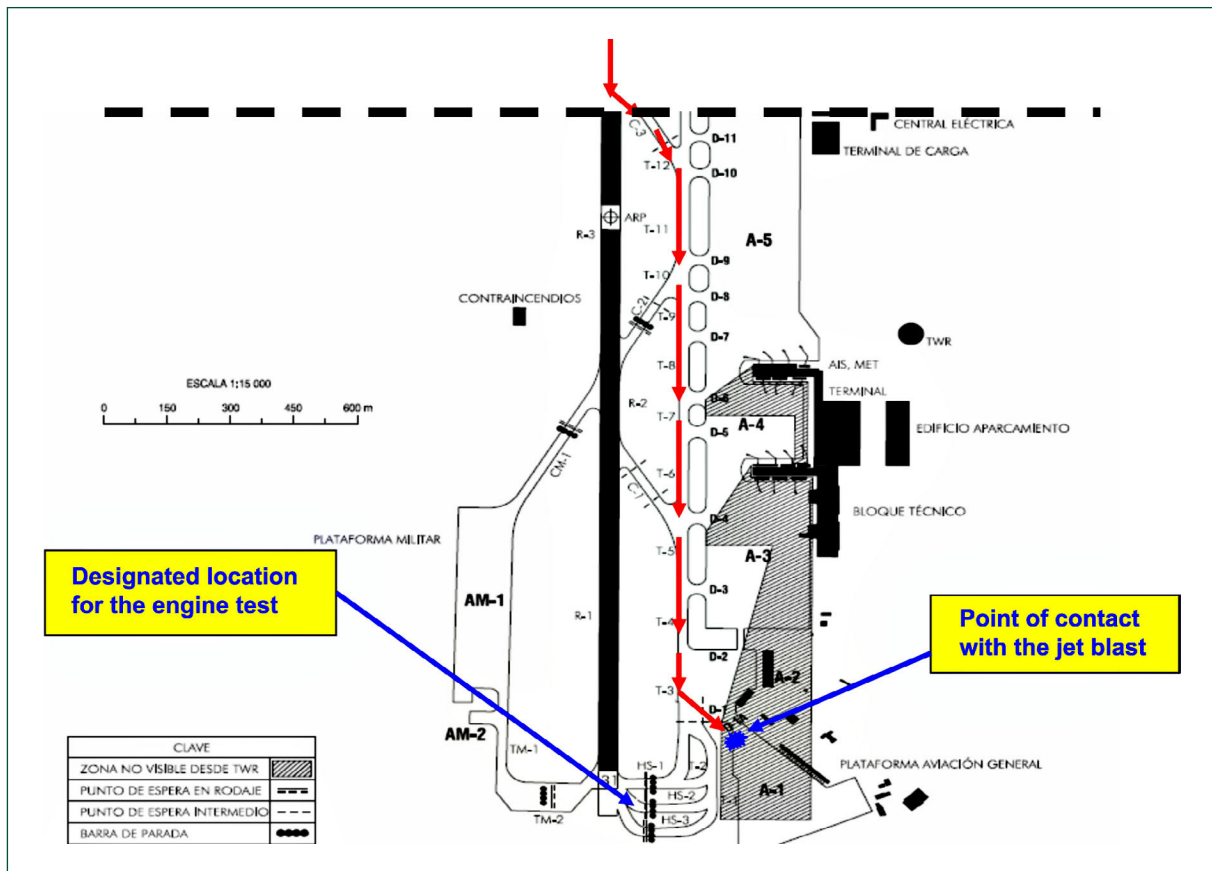 C-3
D-11
CENTRAL ELÉCTRICA
TERMINAL DE CARGA
T-12
D-10
ARP
R-3
T-11
A-5
D-9
T-10
D-8
CONTRAINCENDIOS
C-2
T-9
D-7
TWR
T-8
AIS, MET
ESCALA 1:15 000
TERMINAL
0 150 300 450 600 m
R-2
D-6
T-7
A-4
EDIFICIO APARCAMIENTO
D-5
CM-1
T-6
C-1
BLOQUE TÉCNICO
D-4
PLATAFORMA MILITAR
T-5
A-3
Designated location
for the engine test
D-3
AM-1
R-1
T-4
Point of contact
with the jet blast
D-2
A-2
T-3
D-1
AM-2
TM-1
PLATAFORMA AVIACIÓN GENERAL
HS-1
T-2
31
HS-2
T-1
A-1
HS-3
TM-2
CLAVE
ZONA NO VISIBLE DESDE TWR
PUNTO DE ESPERA EN RODAJE
PUNTO DE ESPERA INTERMEDIO
BARRA DE PARADA